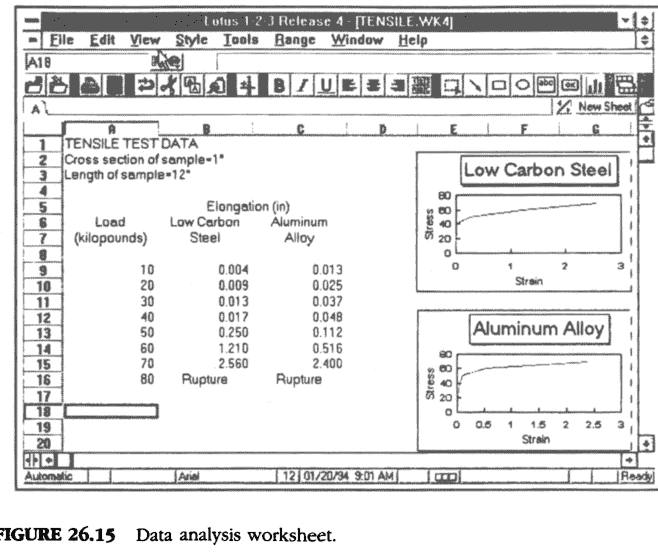 Lotus 1-2-3 Release 4 - [TENSILE.WK4]
File Edit View Style Tools Range Window Help
A18
B I U abc OK
A New Sheet
A B C D E F G
1 TENSILE TEST DATA
2 Cross section of sample=1"
3 Length of sample=12"
4
5 Elongation (in)
6 Load Low Carbon Aluminum
7 (kilopounds) Steel Alloy
8
9 10 0.004 0.013
10 20 0.009 0.025
11 30 0.013 0.037
12 40 0.017 0.048
13 50 0.250 0.112
14 60 1.210 0.516
15 70 2.560 2.400
16 80 Rupture Rupture
17
18
19
20
Low Carbon Steel
Stress
80
60
40
20
0
0 1 2 3
Strain
Aluminum Alloy
Stress
80
60
40
20
0
0 0.5 1 1.5 2 2.5 3
Strain
Automatic Arial 12 01/20/94 9:01 AM Ready
FIGURE 26.15 Data analysis worksheet.